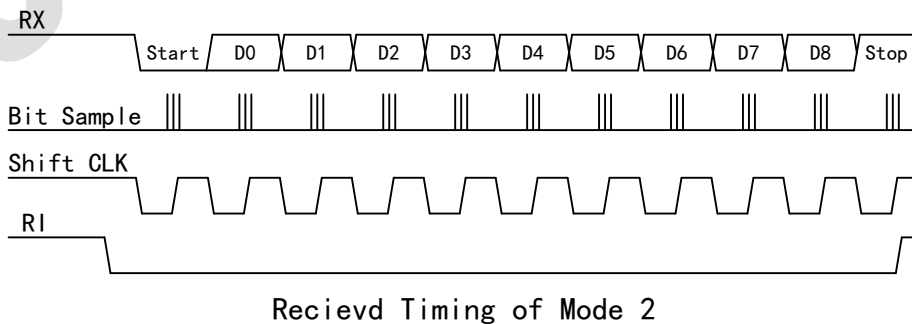 RX
Start D0 D1 D2 D3 D4 D5 D6 D7 D8 Stop
Bit Sample
Shift CLK
RI
Recievd Timing of Mode 2